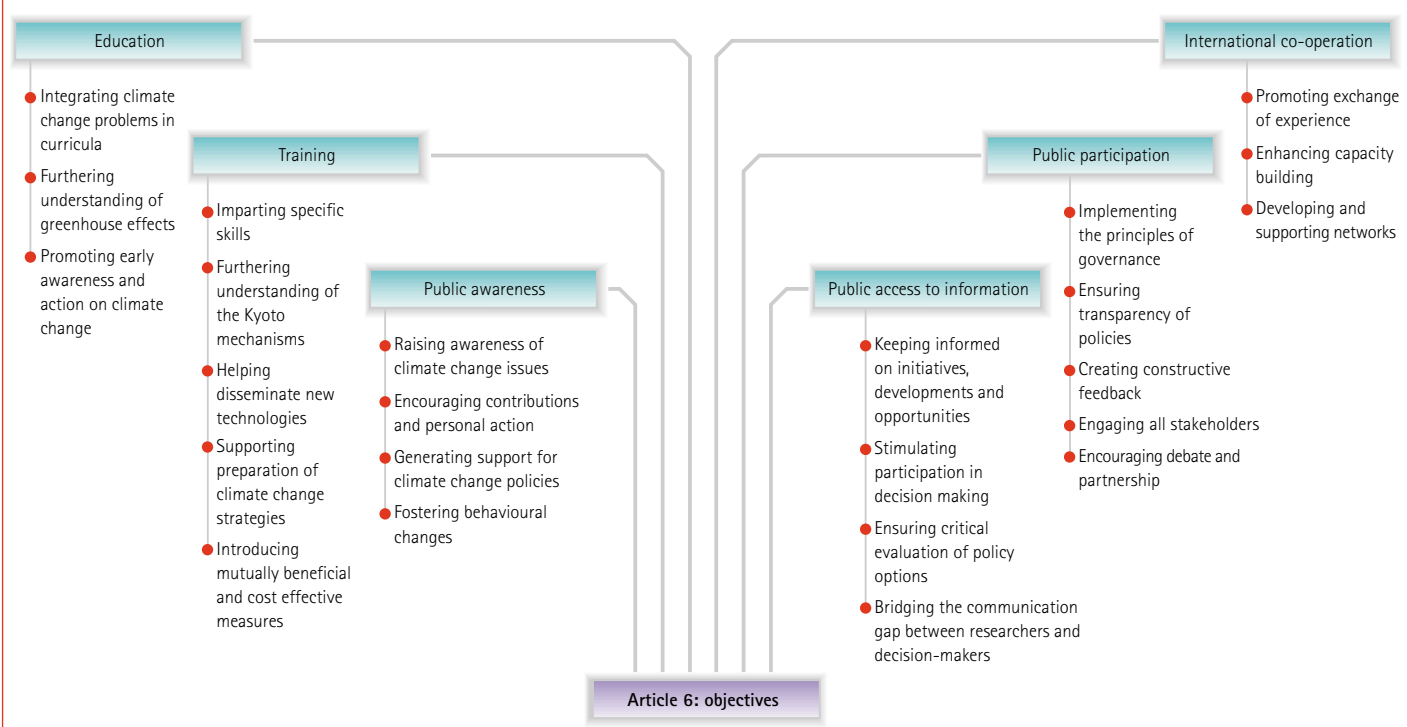 Education
Integrating climate
change problems in
curricula
Furthering
understanding of
greenhouse effects
Promoting early
awareness and
action on climate
change
Training
Imparting specific
skills
Furthering
understanding of
the Kyoto
mechanisms
Helping
disseminate new
technologies
Supporting
preparation of
climate change
strategies
Introducing
mutually beneficial
and cost effective
measures
Public awareness
Raising awareness of
climate change issues
Encouraging contributions
and personal action
Generating support for
climate change policies
Fostering behavioural
changes
Public access to information
Keeping informed
on initiatives,
developments and
opportunities
Stimulating
participation in
decision making
Ensuring critical
evaluation of policy
options
Bridging the communication
gap between researchers and
decision-makers
Public participation
Implementing
the principles of
governance
Ensuring
transparency of
policies
Creating constructive
feedback
Engaging all stakeholders
Encouraging debate and
partnership
International co-operation
Promoting exchange
of experience
Enhancing capacity
building
Developing and
supporting networks
Article 6: objectives